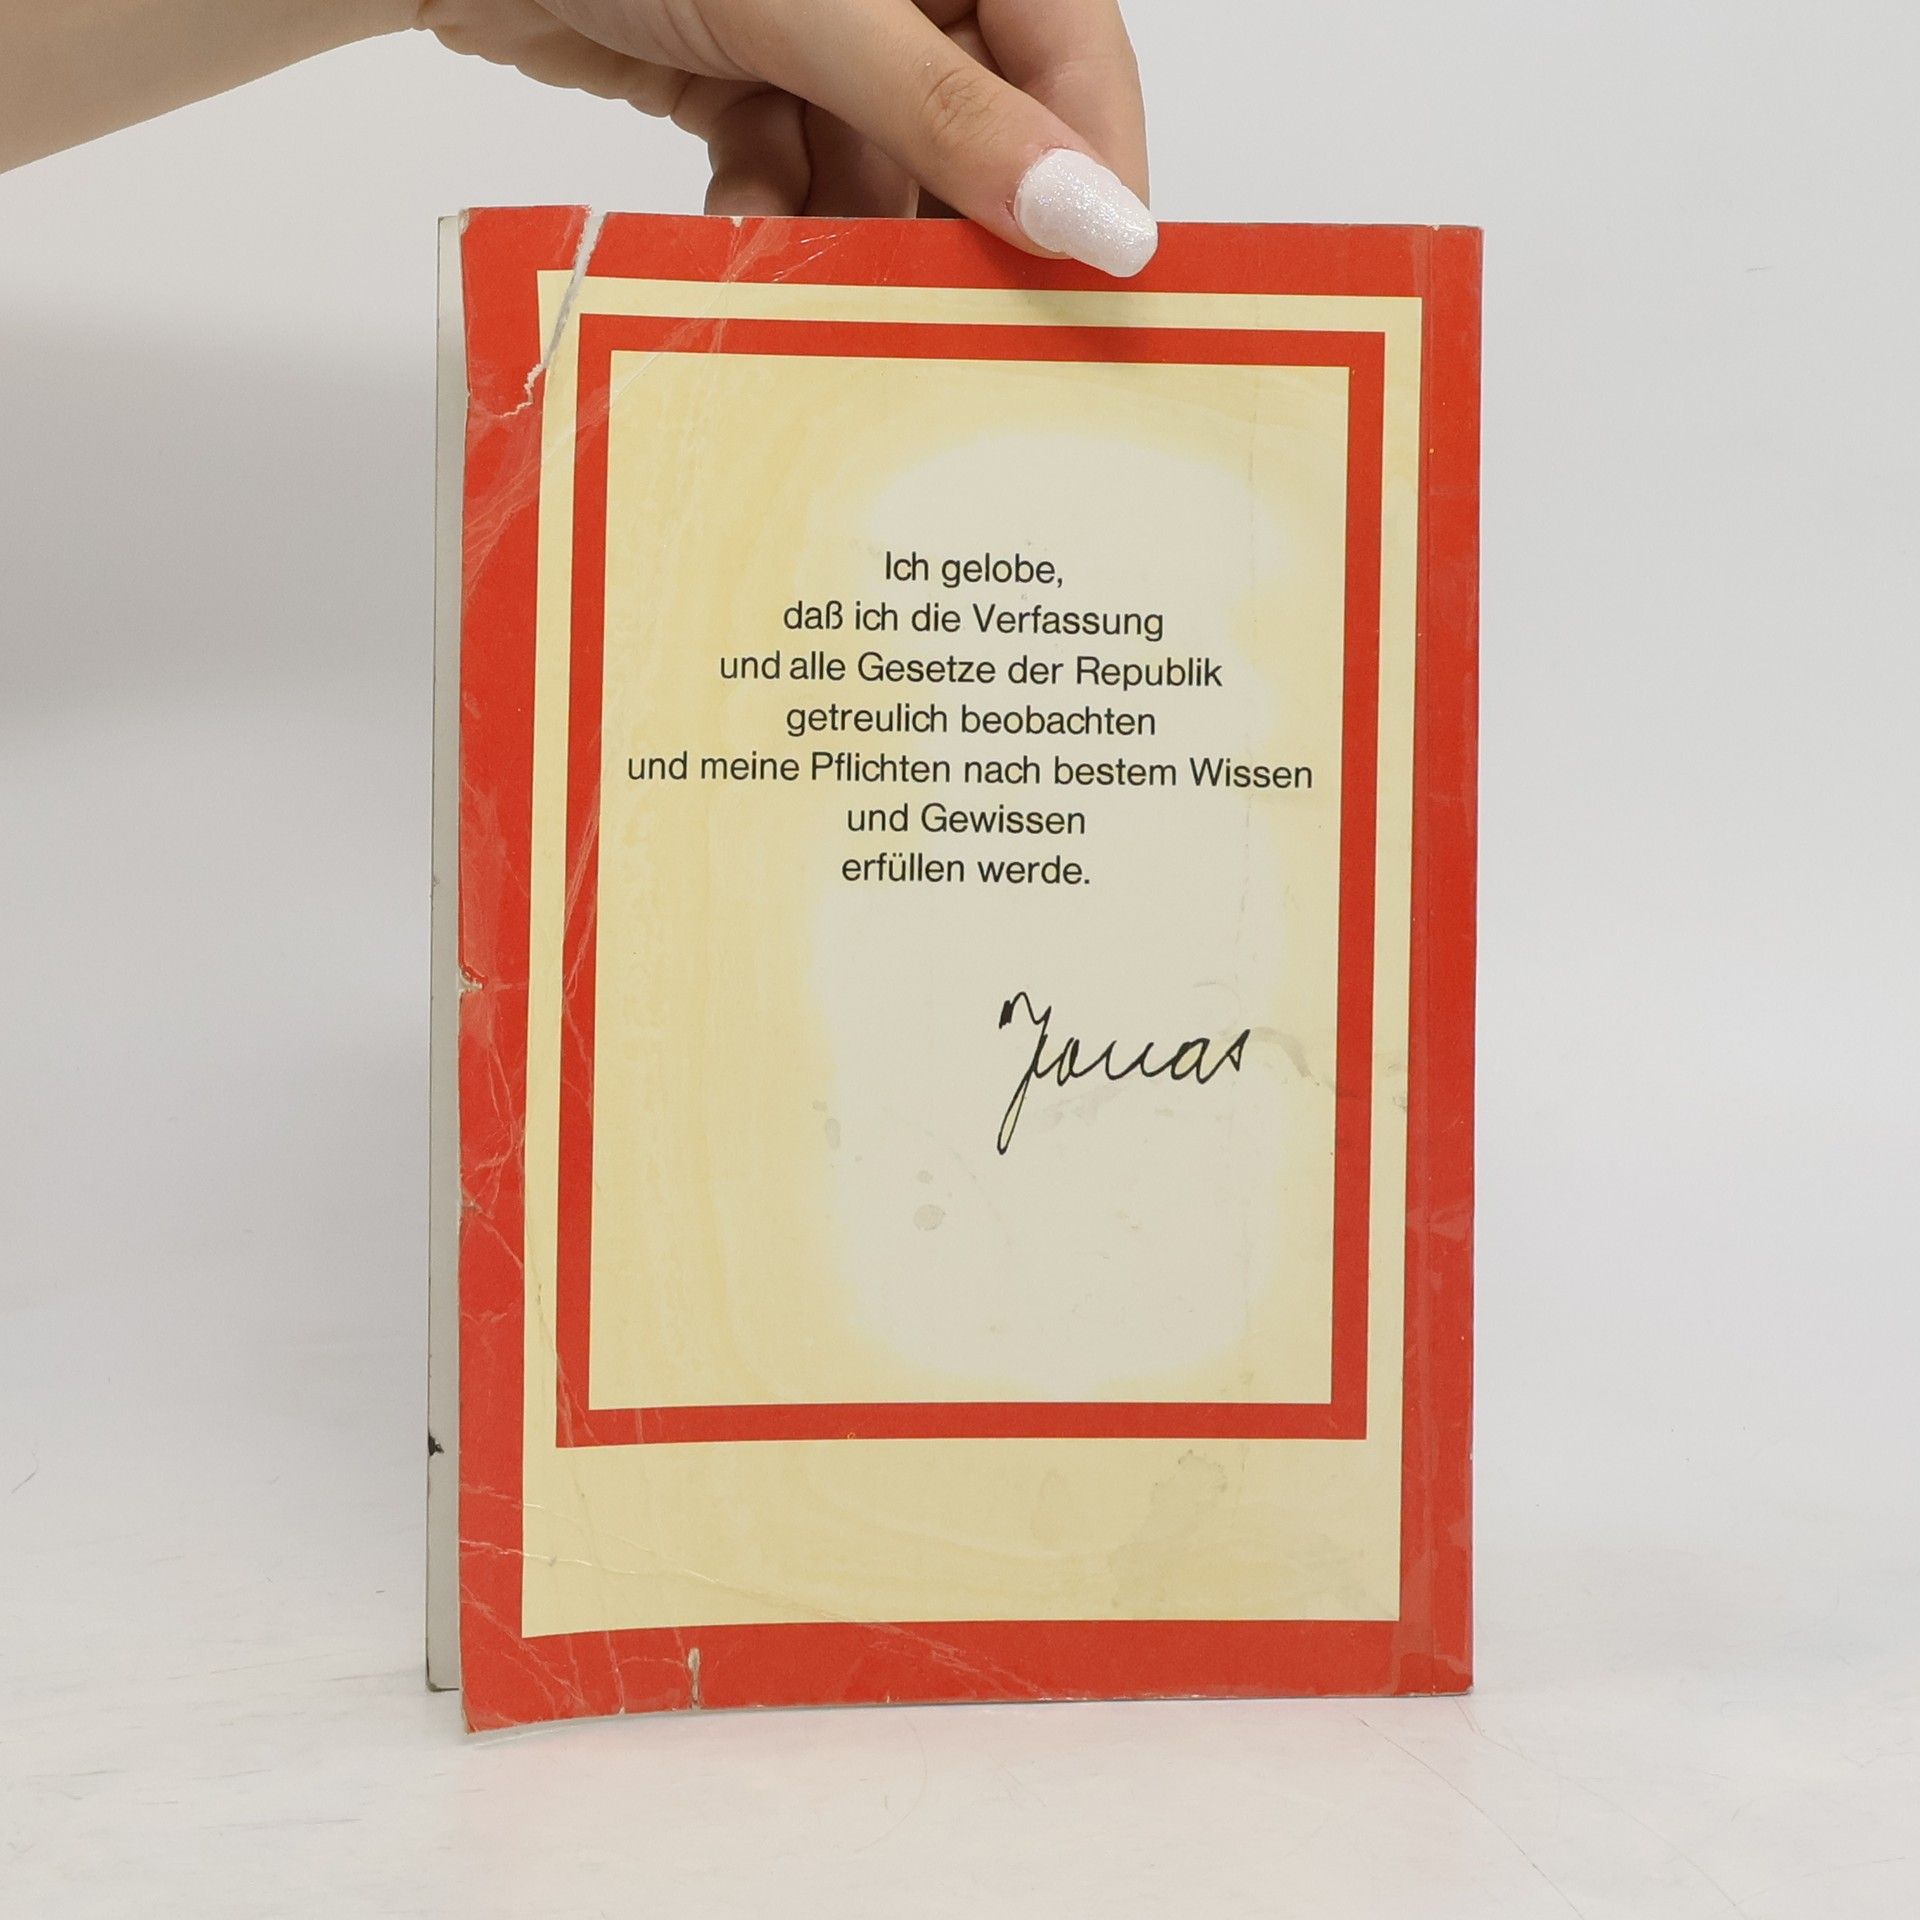 Ich gelobe,
daß ich die Verfassung
und alle Gesetze der Republik
getreulich beobachten
und meine Pflichten nach bestem Wissen
und Gewissen
erfüllen werde.
Jonas